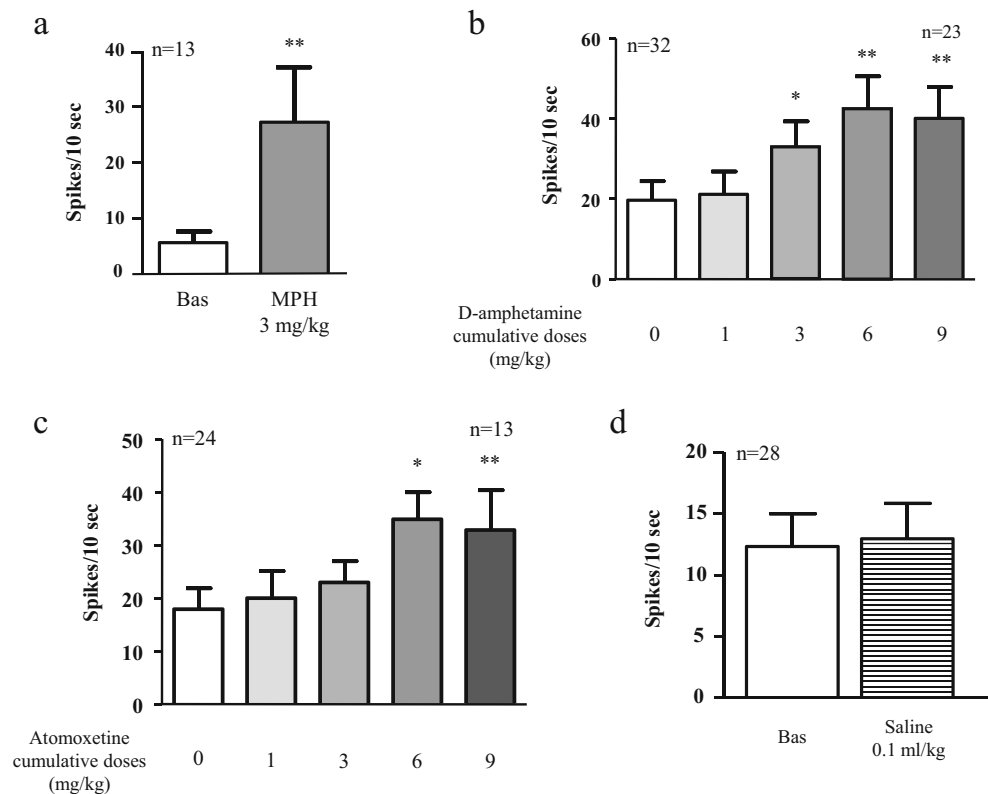 a
n=13
**
40
30
20
10
0
Spikes/10 sec
Bas
MPH
3 mg/kg
b
n=32
n=23
*
**
**
60
40
20
0
Spikes/10 sec
D-amphetamine
cumulative doses
(mg/kg)
0 1 3 6 9
c
n=24
n=13
*
**
50
40
30
20
10
0
Spikes/10 sec
Atomoxetine
cumulative doses
(mg/kg)
0 1 3 6 9
d
n=28
20
15
10
5
0
Spikes/10 sec
Bas
Saline
0.1 ml/kg